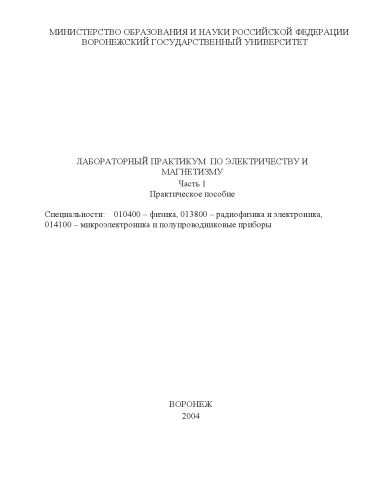 МИНИСТЕРСТВО ОБРАЗОВАНИЯ И НАУКИ РОССИЙСКОЙ ФЕДЕРАЦИИ
ВОРОНЕЖСКИЙ ГОСУДАРСТВЕННЫЙ УНИВЕРСИТЕТ
ЛАБОРАТОРНЫЙ ПРАКТИКУМ ПО ЭЛЕКТРИЧЕСТВУ И
МАГНЕТИЗМУ
Часть 1
Практическое пособие
Специальности: 010400 – физика, 013800 – радиофизика и электроника,
014100 – микроэлектроника и полупроводниковые приборы
ВОРОНЕЖ
2004